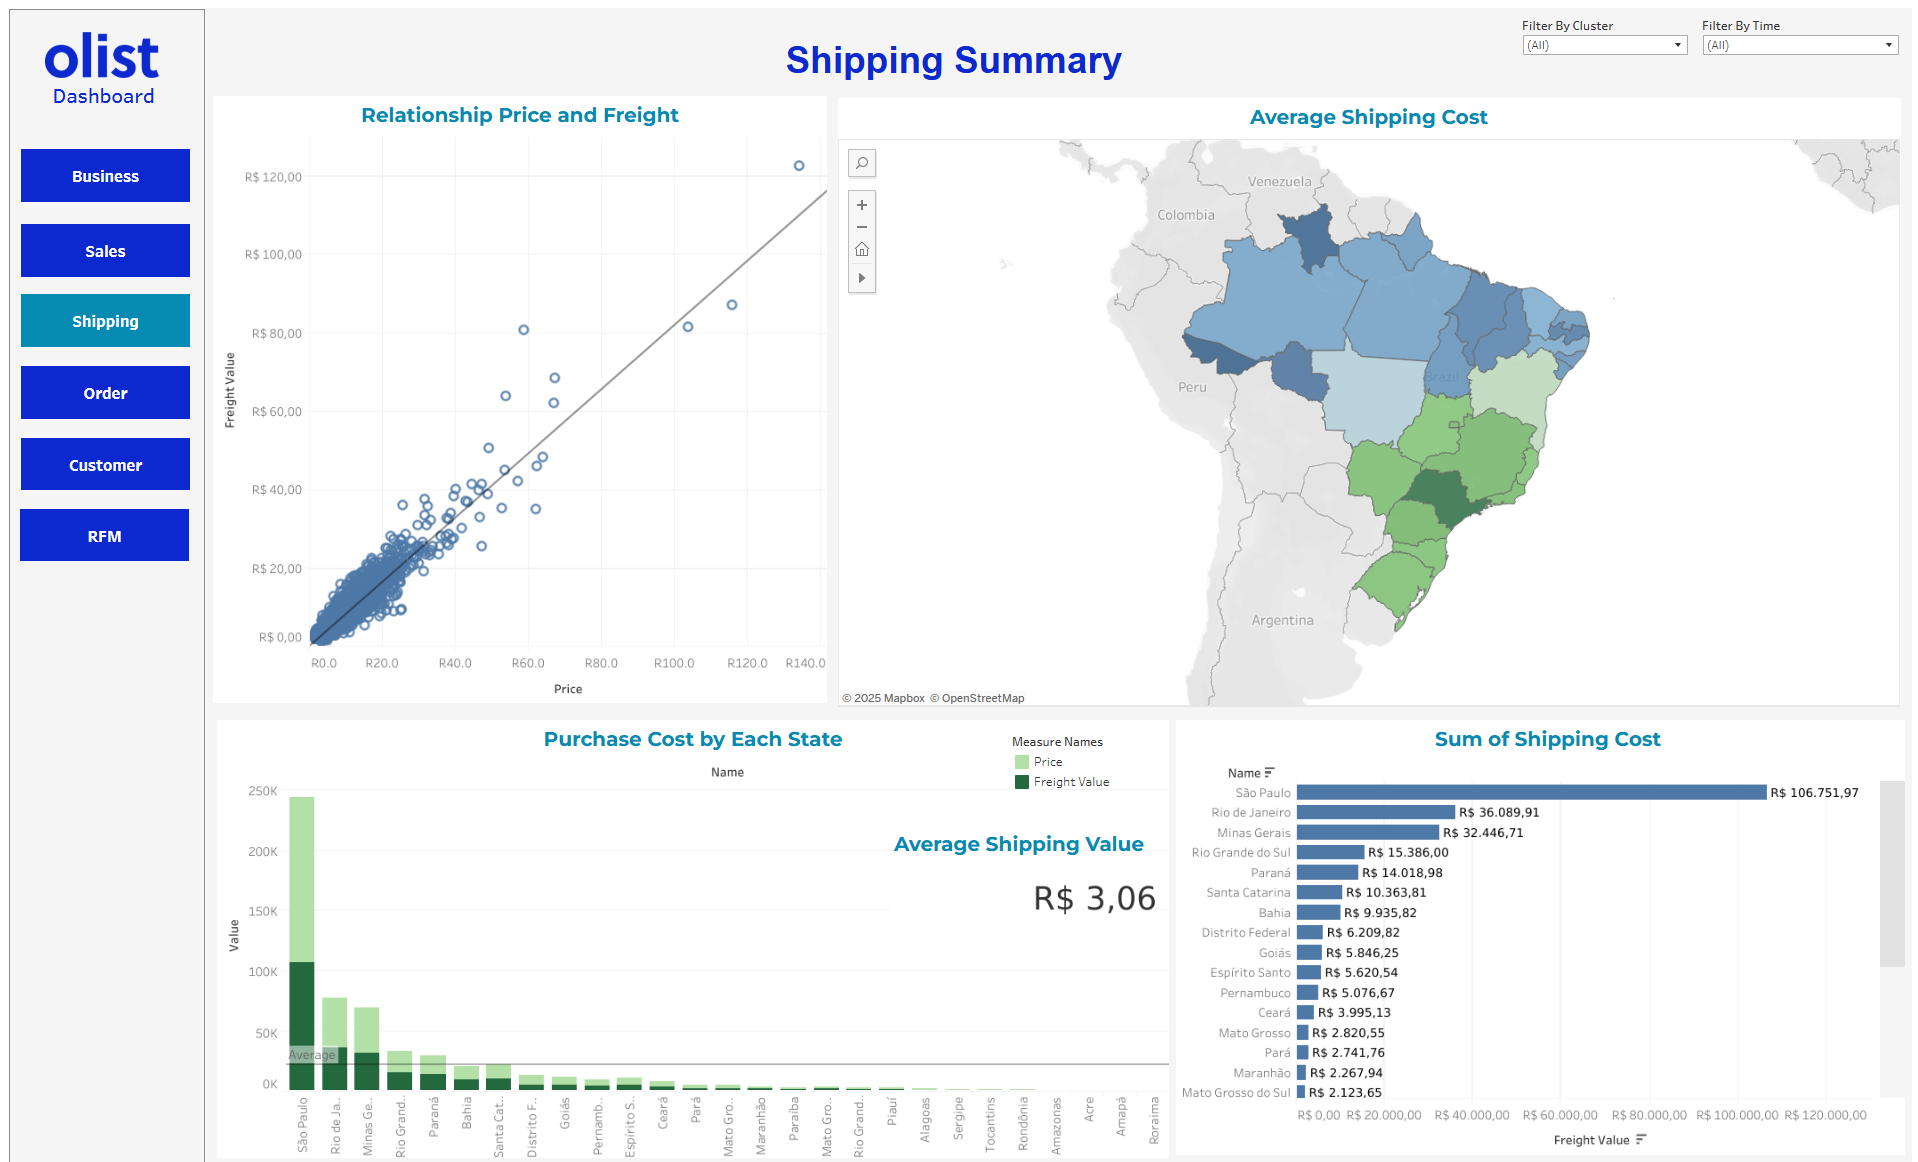 olist
Dashboard
Business
Sales
Shipping
Order
Customer
RFM
Shipping Summary
Filter By Cluster
(All)
Filter By Time
(All)
Relationship Price and Freight
Freight Value
R$ 120,00
R$ 100,00
R$ 80,00
R$ 60,00
R$ 40,00
R$ 20,00
R$ 0,00
R0.0 R20.0 R40.0 R60.0 R80.0 R100.0 R120.0 R140.0
Price
Average Shipping Cost
Venezuela
Colombia
Brazil
Peru
Argentina
© 2025 Mapbox © OpenStreetMap
Purchase Cost by Each State
Name
Measure Names
Price
Freight Value
Value
250K
200K
150K
100K
50K
0K
Average
São Paulo
Rio de Ja..
Minas Ge..
Rio Grand..
Paraná
Bahia
Santa Cat..
Distrito F..
Goiás
Pernamb..
Espírito S..
Ceará
Pará
Mato Gro..
Maranhão
Paraíba
Mato Gro..
Rio Grand..
Piauí
Alagoas
Sergipe
Tocantins
Rondônia
Amazonas
Acre
Amapá
Roraima
Average Shipping Value
R$ 3,06
Sum of Shipping Cost
Name
São Paulo R$ 106.751,97
Rio de Janeiro R$ 36.089,91
Minas Gerais R$ 32.446,71
Rio Grande do Sul R$ 15.386,00
Paraná R$ 14.018,98
Santa Catarina R$ 10.363,81
Bahia R$ 9.935,82
Distrito Federal R$ 6.209,82
Goiás R$ 5.846,25
Espírito Santo R$ 5.620,54
Pernambuco R$ 5.076,67
Ceará R$ 3.995,13
Mato Grosso R$ 2.820,55
Pará R$ 2.741,76
Maranhão R$ 2.267,94
Mato Grosso do Sul R$ 2.123,65
R$ 0,00 R$ 20.000,00 R$ 40.000,00 R$ 60.000,00 R$ 80.000,00 R$ 100.000,00 R$ 120.000,00
Freight Value